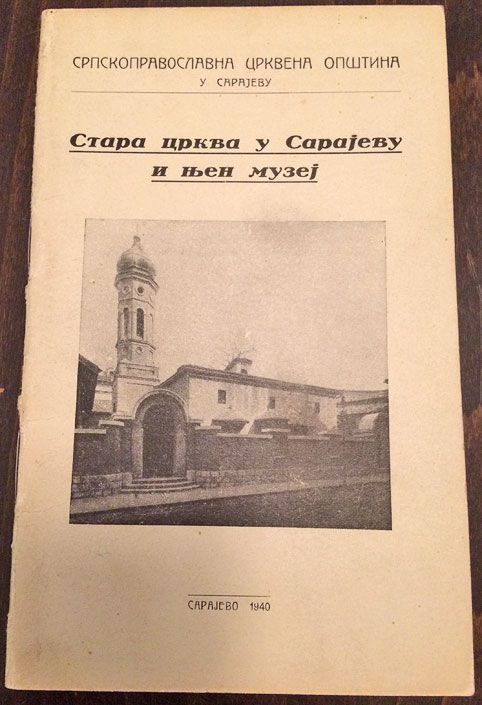 СРПСКОПРАВОСЛАВНА ЦРКВЕНА ОПШТИНА
У САРАЈЕВУ
Стара црква у Сарајеву
и њен музеј
САРАЈЕВО 1940